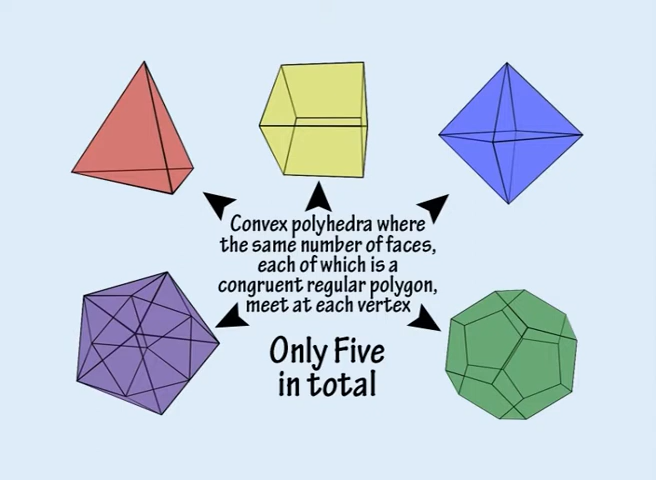 Convex polyhedra where
the same number of faces,
each of which is a
congruent regular polygon,
meet at each vertex
Only Five
in total